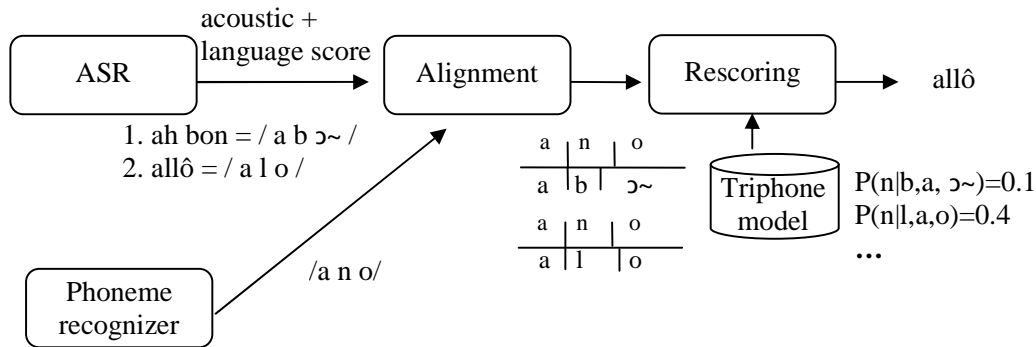 acoustic +
language score
ASR
Alignment
Rescoring
allô
1. ah bon = / a b ɔ~ /
2. allô = / a l o /
a n o
a b ɔ~
a n o
a l o
Triphone
model
P(n|b,a, ɔ~)=0.1
P(n|l,a,o)=0.4
...
/a n o/
Phoneme
recognizer